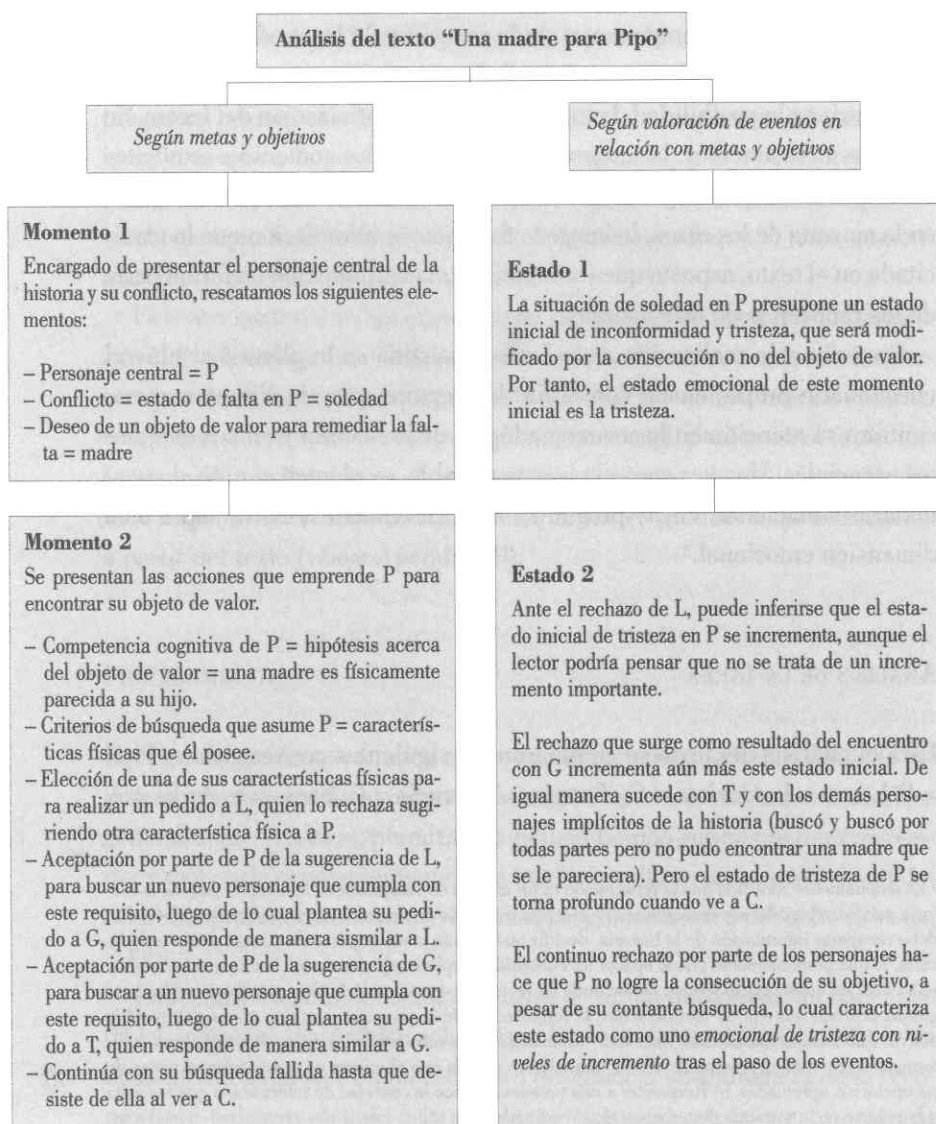 Análisis del texto “Una madre para Pipo”
Según metas y objetivos
Según valoración de eventos en
relación con metas y objetivos
Momento 1
Encargado de presentar el personaje central de la
historia y su conflicto, rescatamos los siguientes ele-
mentos:
– Personaje central = P
– Conflicto = estado de falta en P = soledad
– Deseo de un objeto de valor para remediar la fal-
ta = madre
Estado 1
La situación de soledad en P presupone un estado
inicial de inconformidad y tristeza, que será modi-
ficado por la consecución o no del objeto de valor.
Por tanto, el estado emocional de este momento
inicial es la tristeza.
Momento 2
Se presentan las acciones que emprende P para
encontrar su objeto de valor.
– Competencia cognitiva de P = hipótesis acerca
del objeto de valor = una madre es físicamente
parecida a su hijo.
– Criterios de búsqueda que asume P = caracterís-
ticas físicas que él posee.
– Elección de una de sus características físicas pa-
ra realizar un pedido a L, quien lo rechaza sugi-
riendo otra característica física a P.
– Aceptación por parte de P de la sugerencia de L,
para buscar un nuevo personaje que cumpla con
este requisito, luego de lo cual plantea su pedi-
do a G, quien responde de manera sismilar a L.
– Aceptación por parte de P de la sugerencia de G,
para buscar a un nuevo personaje que cumpla con
este requisito, luego de lo cual plantea su pedi-
do a T, quien responde de manera similar a G.
– Continúa con su búsqueda fallida hasta que de-
siste de ella al ver a C.
Estado 2
Ante el rechazo de L, puede inferirse que el esta-
do inicial de tristeza en P se incrementa, aunque el
lector podría pensar que no se trata de un incre-
mento importante.
El rechazo que surge como resultado del encuentro
con G incrementa aún más este estado inicial. De
igual manera sucede con T y con los demás perso-
najes implícitos de la historia (buscó y buscó por
todas partes pero no pudo encontrar una madre que
se le pareciera). Pero el estado de tristeza de P se
torna profundo cuando ve a C.
El continuo rechazo por parte de los personajes ha-
ce que P no logre la consecución de su objetivo, a
pesar de su contante búsqueda, lo cual caracteriza
este estado como uno emocional de tristeza con ni-
veles de incremento tras el paso de los eventos.